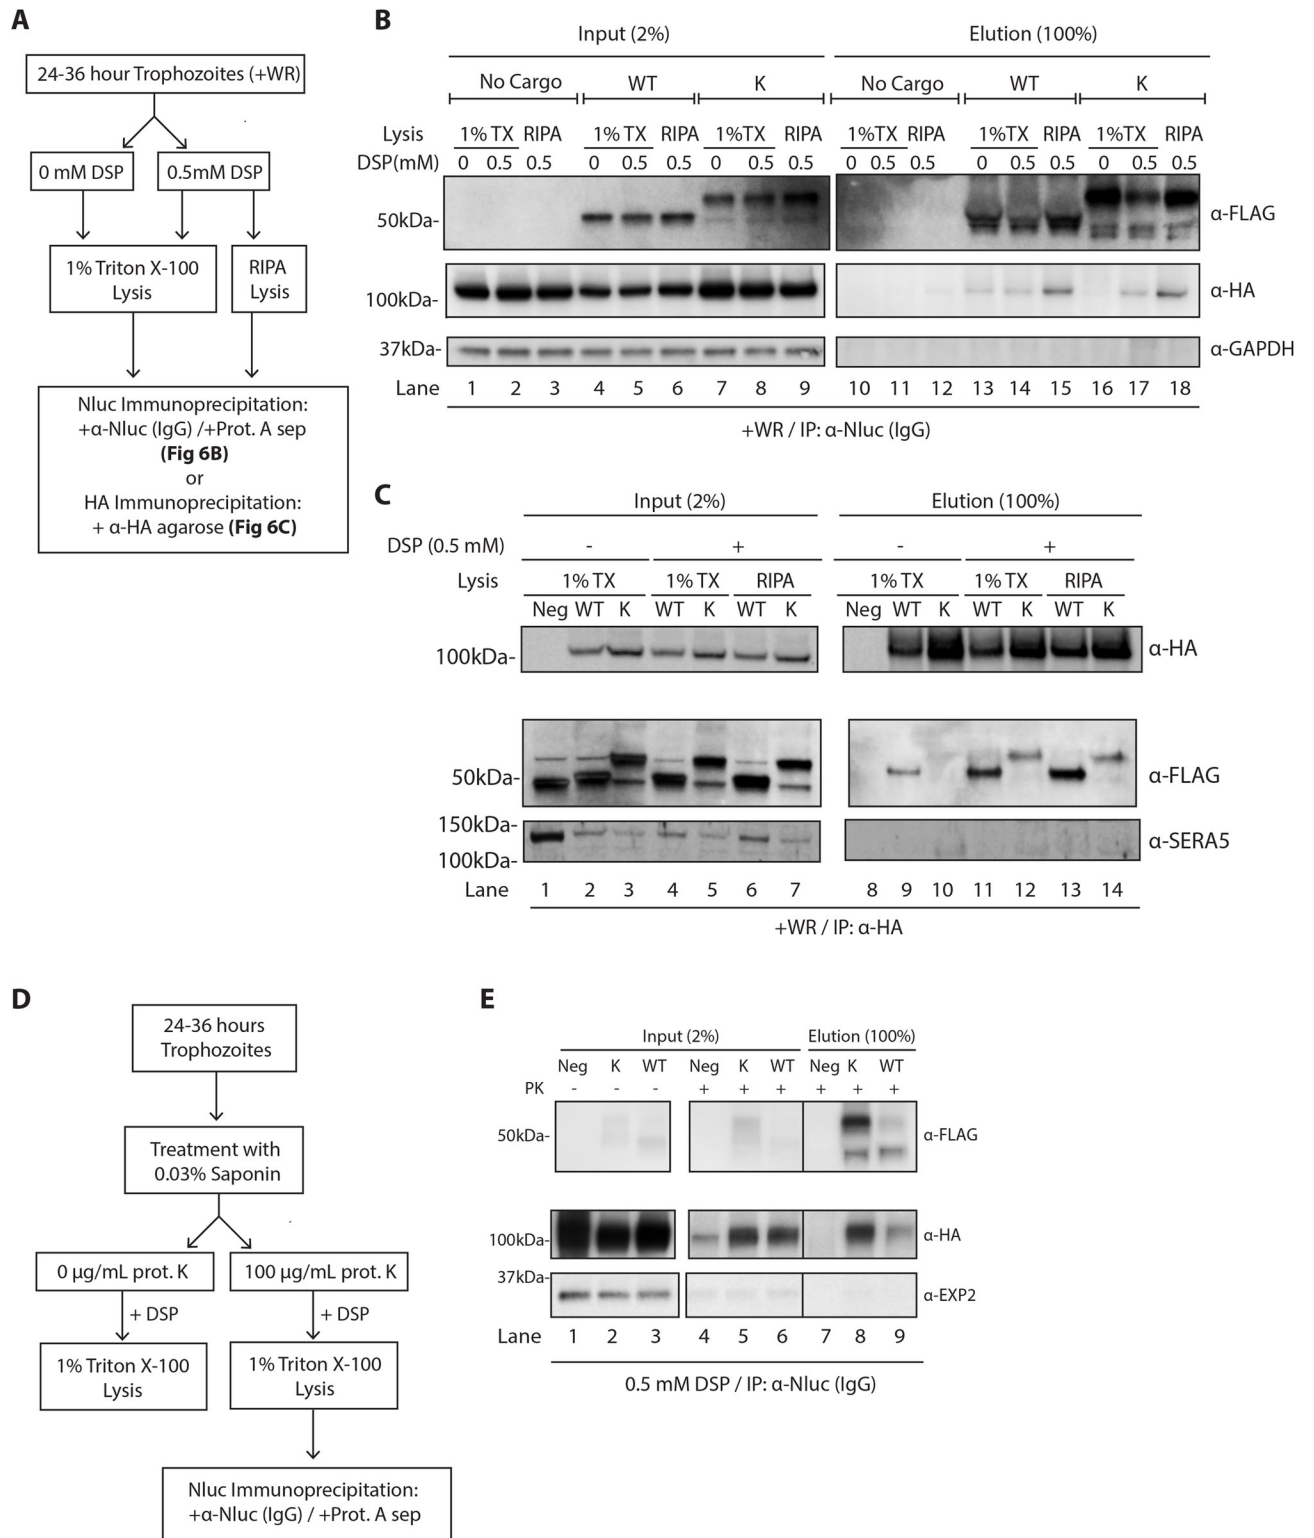 A
24-36 hour Trophozoites (+WR)
0 mM DSP
0.5mM DSP
1% Triton X-100
Lysis
RIPA
Lysis
Nluc Immunoprecipitation:
+α-Nluc (IgG) /+Prot. A sep
(Fig 6B)
or
HA Immunoprecipitation:
+ α-HA agarose (Fig 6C)
B
Input (2%) Elution (100%)
No Cargo WT K No Cargo WT K
Lysis 1% TX RIPA 1% TX RIPA 1%TX RIPA 1%TX RIPA 1%TX RIPA 1% TX RIPA
DSP(mM) 0 0.5 0.5 0 0.5 0.5 0 0.5 0.5 0 0.5 0.5 0 0.5 0.5 0 0.5 0.5
50kDa- α-FLAG
100kDa- α-HA
37kDa- α-GAPDH
Lane 1 2 3 4 5 6 7 8 9 10 11 12 13 14 15 16 17 18
+WR / IP: α-Nluc (IgG)
C
Input (2%) Elution (100%)
DSP (0.5 mM) - + - +
Lysis 1% TX 1% TX RIPA 1% TX 1% TX RIPA
Neg WT K WT K WT K Neg WT K WT K WT K
100kDa- α-HA
50kDa- α-FLAG
150kDa-
α-SERA5
100kDa-
Lane 1 2 3 4 5 6 7 8 9 10 11 12 13 14
+WR / IP: α-HA
D
24-36 hours
Trophozoites
Treatment with
0.03% Saponin
0 µg/mL prot. K
100 µg/mL prot. K
+ DSP
+ DSP
1% Triton X-100
Lysis
1% Triton X-100
Lysis
Nluc Immunoprecipitation:
+α-Nluc (IgG) / +Prot. A sep
E
Input (2%) Elution (100%)
Neg K WT Neg K WT Neg K WT
PK - - - + + + + + +
50kDa- α-FLAG
100kDa- α-HA
37kDa-
α-EXP2
Lane 1 2 3 4 5 6 7 8 9
0.5 mM DSP / IP: α-Nluc (IgG)